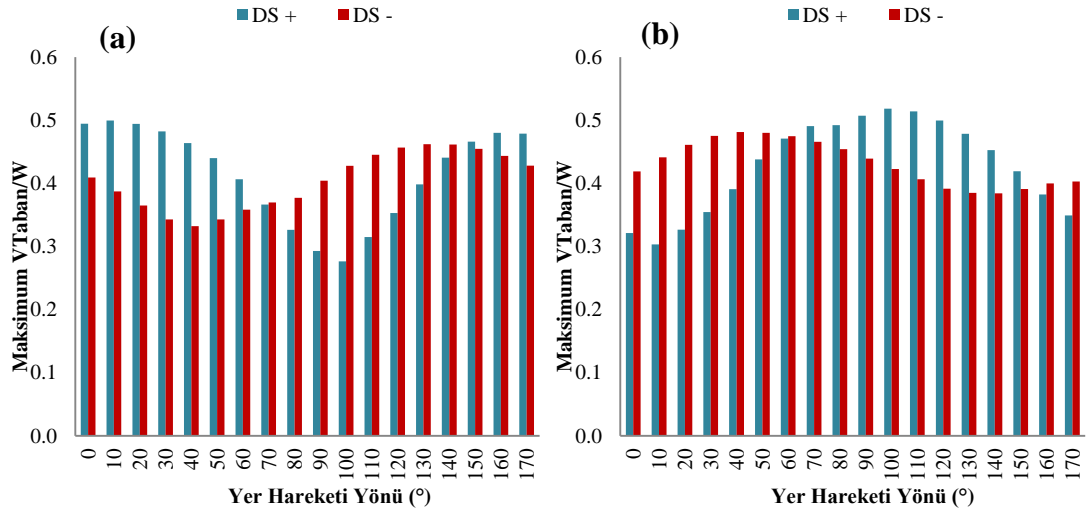 DS + DS -
(a)
Maksimum VTaban/W
0.6
0.5
0.4
0.3
0.2
0.1
0.0
0 10 20 30 40 50 60 70 80 90 100 110 120 130 140 150 160 170
Yer Hareketi Yönü (°)
DS + DS -
(b)
Maksimum VTaban/W
0.6
0.5
0.4
0.3
0.2
0.1
0.0
0 10 20 30 40 50 60 70 80 90 100 110 120 130 140 150 160 170
Yer Hareketi Yönü (°)